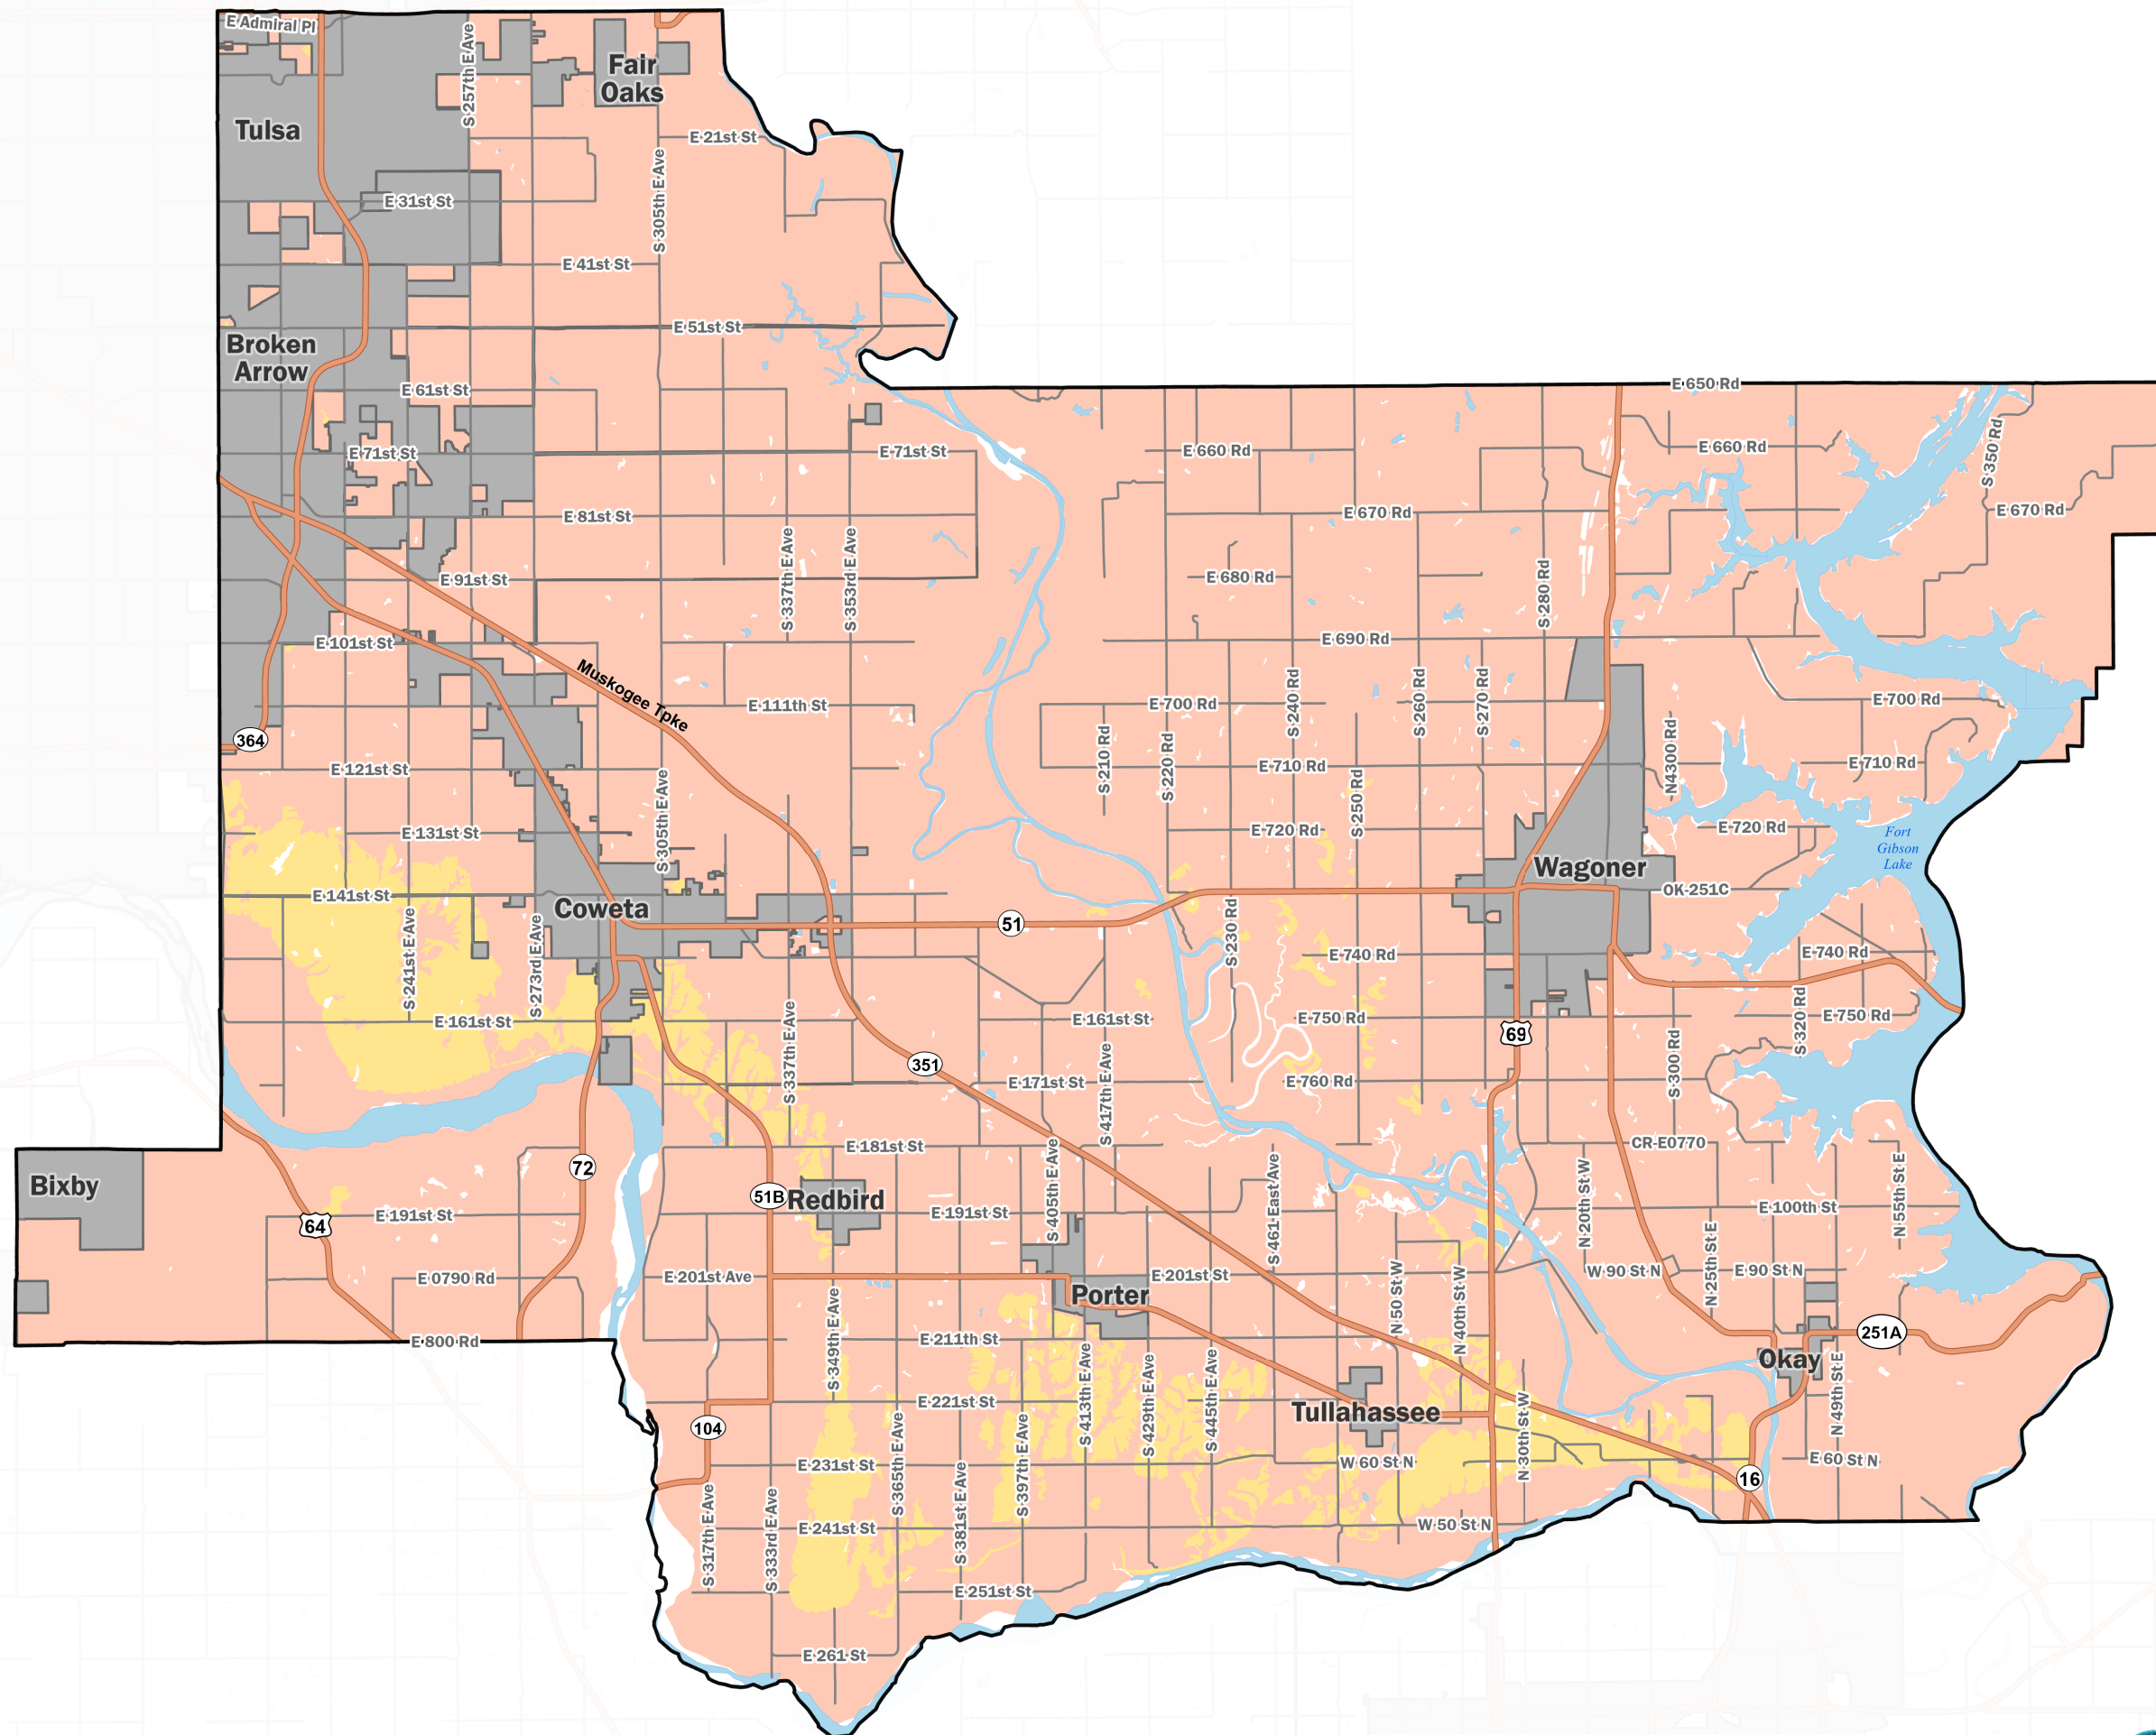 E Admiral Pl
S 257th E Ave
Fair
Oaks
Tulsa
E 21st St
S 305th E Ave
E 31st St
E 41st St
E 51st St
Broken
Arrow
E 61st St
E 650 Rd
E 71st St
E 71st St
E 660 Rd
E 660 Rd
S 350 Rd
E 81st St
E 670 Rd
E 670 Rd
S 337th E Ave
S 353rd E Ave
E 91st St
E 680 Rd
S 280 Rd
E 101st St
E 690 Rd
Muskogee Tpke
E 111th St
E 700 Rd
S 240 Rd
S 260 Rd
S 270 Rd
E 700 Rd
364
S 210 Rd
S 220 Rd
N4300 Rd
E 121st St
E 710 Rd
E 710 Rd
S 250 Rd
S 305th E Ave
E 131st St
E 720 Rd
E 720 Rd
Fort
Gibson
Lake
Wagoner
E 141st St
Coweta
51
OK-251C
S 241st E Ave
S 273rd E Ave
S 230 Rd
E 740 Rd
E 740 Rd
E 161st St
S 337th E Ave
E 161st St
E 750 Rd
69
S 320 Rd
E 750 Rd
351
S 417th E Ave
S 300 Rd
E 171st St
E 760 Rd
E 181st St
CR-E0770
Bixby
72
51B
Redbird
S 405th E Ave
S 461 East Ave
N 20th St W
N 55th St E
64
E 191st St
E 191st St
E 100th St
E 0790 Rd
E 201st Ave
Porter
E 201st St
N 50 St W
N 40th St W
W 90 St N
N 25th St E
E 90 St N
E 800 Rd
S 349th E Ave
E 211th St
251A
Okay
S 413th E Ave
S 429th E Ave
S 445th E Ave
N 49th St E
104
E 221st St
Tullahassee
N 30th St W
E 231st St
S 365th E Ave
S 397th E Ave
W 60 St N
E 60 St N
16
S 317th E Ave
S 333rd E Ave
E 241st St
S 381st E Ave
W 50 St N
E 251st St
E 261 St